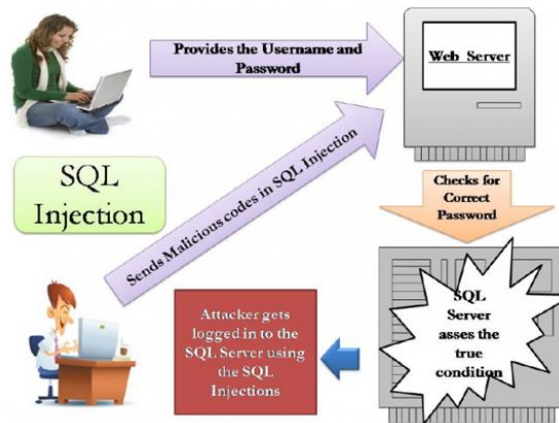 Provides the Username and
Password
Web Server
SQL
Injection
Sends Malicious codes in SQL Injection
Checks for
Correct
Password
SQL
Server
asses the
true
condition
Attacker gets
logged in to the
SQL Server using
the SQL
Injections